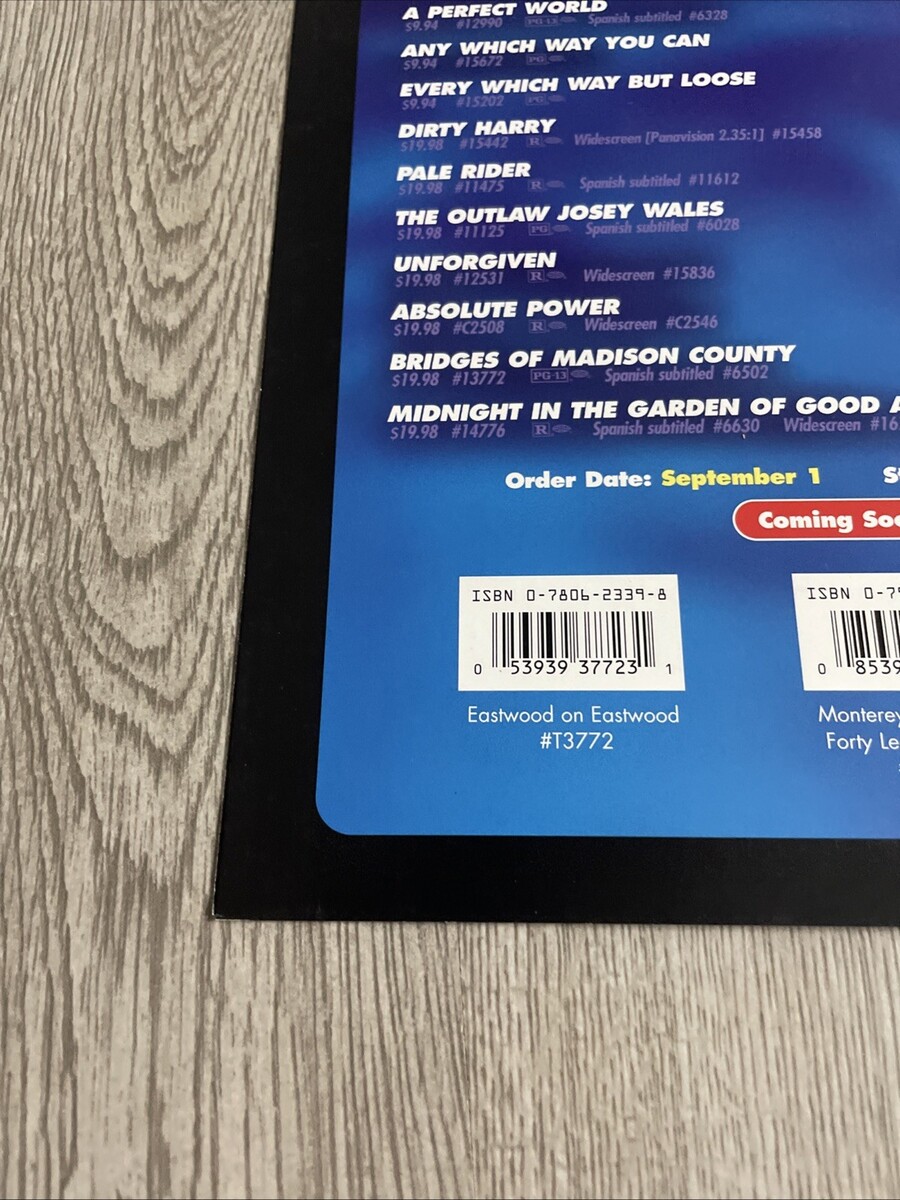 A PERFECT WORLD
$9.94 #12990 PG-13 Spanish subtitled #6328
ANY WHICH WAY YOU CAN
$9.94 #15672 PG
EVERY WHICH WAY BUT LOOSE
$9.94 #15202 PG
DIRTY HARRY
$19.98 #15442 R Widescreen [Panavision 2.35:1] #15458
PALE RIDER
$19.98 #11475 R Spanish subtitled #11612
THE OUTLAW JOSEY WALES
$19.98 #11125 PG Spanish subtitled #6028
UNFORGIVEN
$19.98 #12531 R Widescreen #15836
ABSOLUTE POWER
$19.98 #C2508 R Widescreen #C2546
BRIDGES OF MADISON COUNTY
$19.98 #13772 PG-13 Spanish subtitled #6502
MIDNIGHT IN THE GARDEN OF GOOD A
$19.98 #14776 R Spanish subtitled #6630 Widescreen #16
Order Date: September 1 S
Coming Soo
ISBN 0-7806-2339-8
0 53939 37723 1
Eastwood on Eastwood
#T3772
ISBN 0-79
0 8539
Monterey
Forty Le